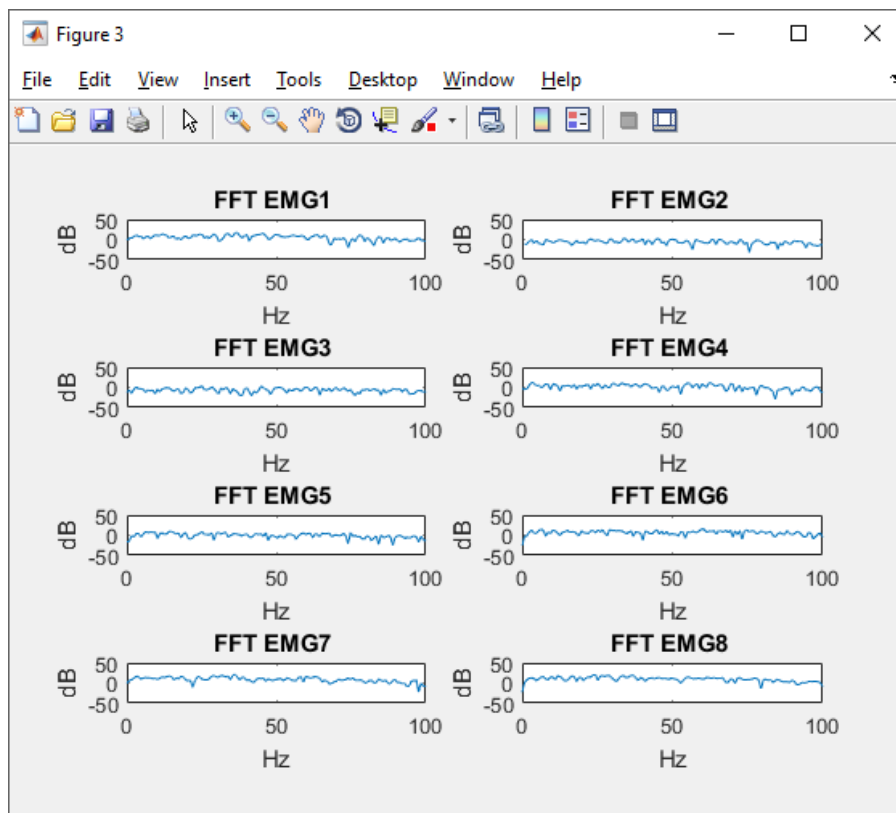 Figure 3
File Edit View Insert Tools Desktop Window Help
FFT EMG1
dB
50
0
-50
0 50 100
Hz
FFT EMG2
dB
50
0
-50
0 50 100
Hz
FFT EMG3
dB
50
0
-50
0 50 100
Hz
FFT EMG4
dB
50
0
-50
0 50 100
Hz
FFT EMG5
dB
50
0
-50
0 50 100
Hz
FFT EMG6
dB
50
0
-50
0 50 100
Hz
FFT EMG7
dB
50
0
-50
0 50 100
Hz
FFT EMG8
dB
50
0
-50
0 50 100
Hz